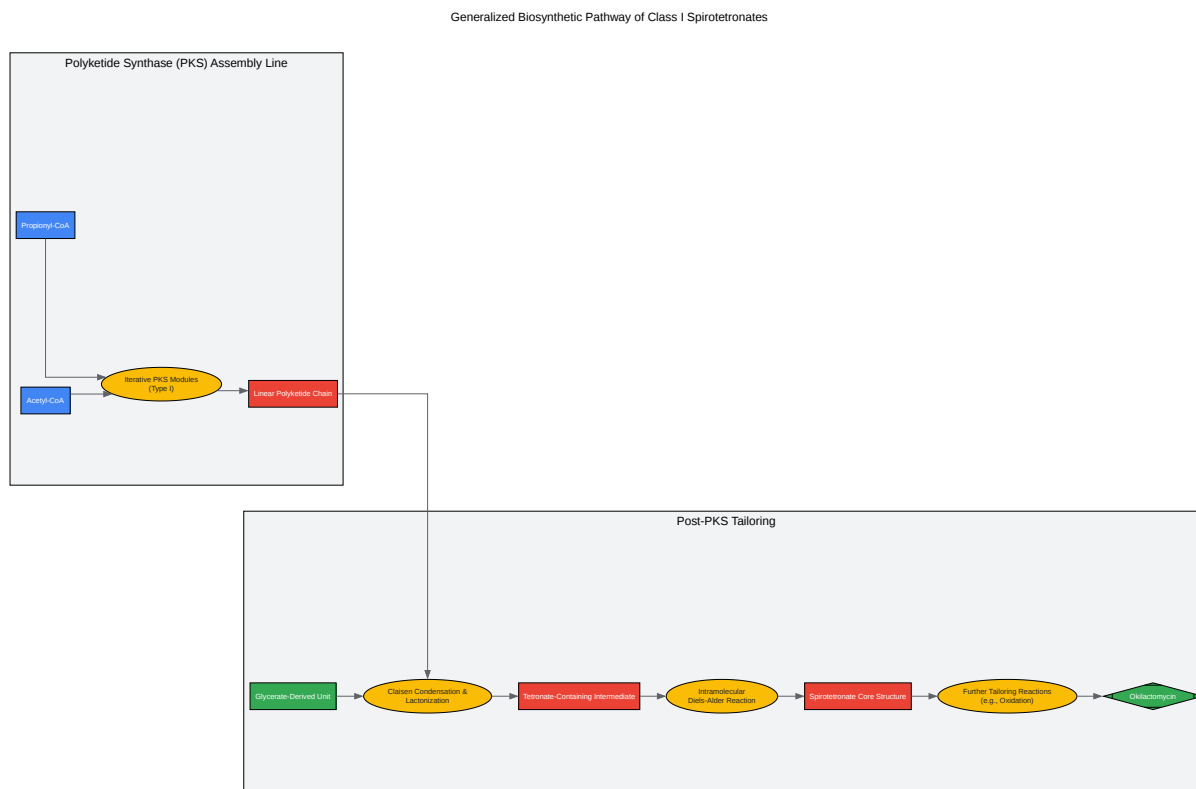 Generalized Biosynthetic Pathway of Class I Spirotetronates
Polyketide Synthase (PKS) Assembly Line
Propionyl-CoA
Iterative PKS Modules
(Type I)
Acetyl-CoA
Linear Polyketide Chain
Post-PKS Tailoring
Glycerate-Derived Unit
Claisen Condensation &
Lactonization
Tetronate-Containing Intermediate
Intramolecular
Diels-Alder Reaction
Spirotetronate Core Structure
Further Tailoring Reactions
(e.g., Oxidation)
Okilactomycin